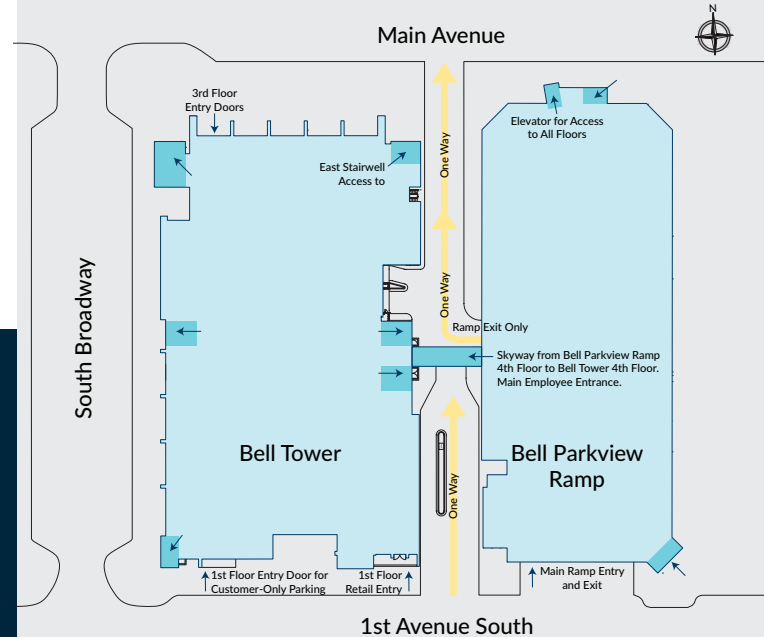 Main Avenue
N
3rd Floor
Entry Doors
Elevator for Access
to All Floors
East Stairwell
Access to
One Way
One Way
South Broadway
Ramp Exit Only
Skyway from Bell Parkview Ramp
4th Floor to Bell Tower 4th Floor.
Main Employee Entrance.
Bell Tower
Bell Parkview
Ramp
One Way
1st Floor Entry Door for
Customer-Only Parking
1st Floor
Retail Entry
Main Ramp Entry
and Exit
1st Avenue South